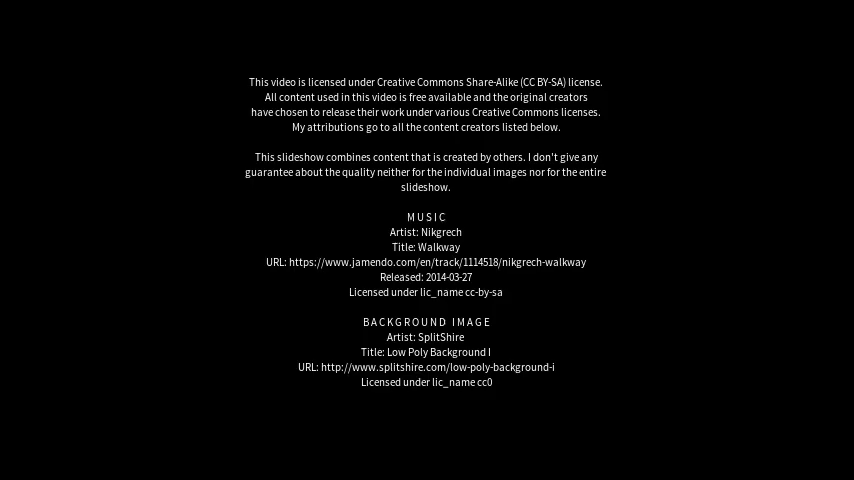 This video is licensed under Creative Commons Share-Alike (CC BY-SA) license.
All content used in this video is free available and the original creators
have chosen to release their work under various Creative Commons licenses.
My attributions go to all the content creators listed below.
This slideshow combines content that is created by others. I don't give any
guarantee about the quality neither for the individual images nor for the entire
slideshow.
MUSIC
Artist: Nikgrech
Title: Walkway
URL: https://www.jamendo.com/en/track/1114518/nikgrech-walkway
Released: 2014-03-27
Licensed under lic_name cc-by-sa
BACKGROUND IMAGE
Artist: SplitShire
Title: Low Poly Background I
URL: http://www.splitshire.com/low-poly-background-i
Licensed under lic_name cc0